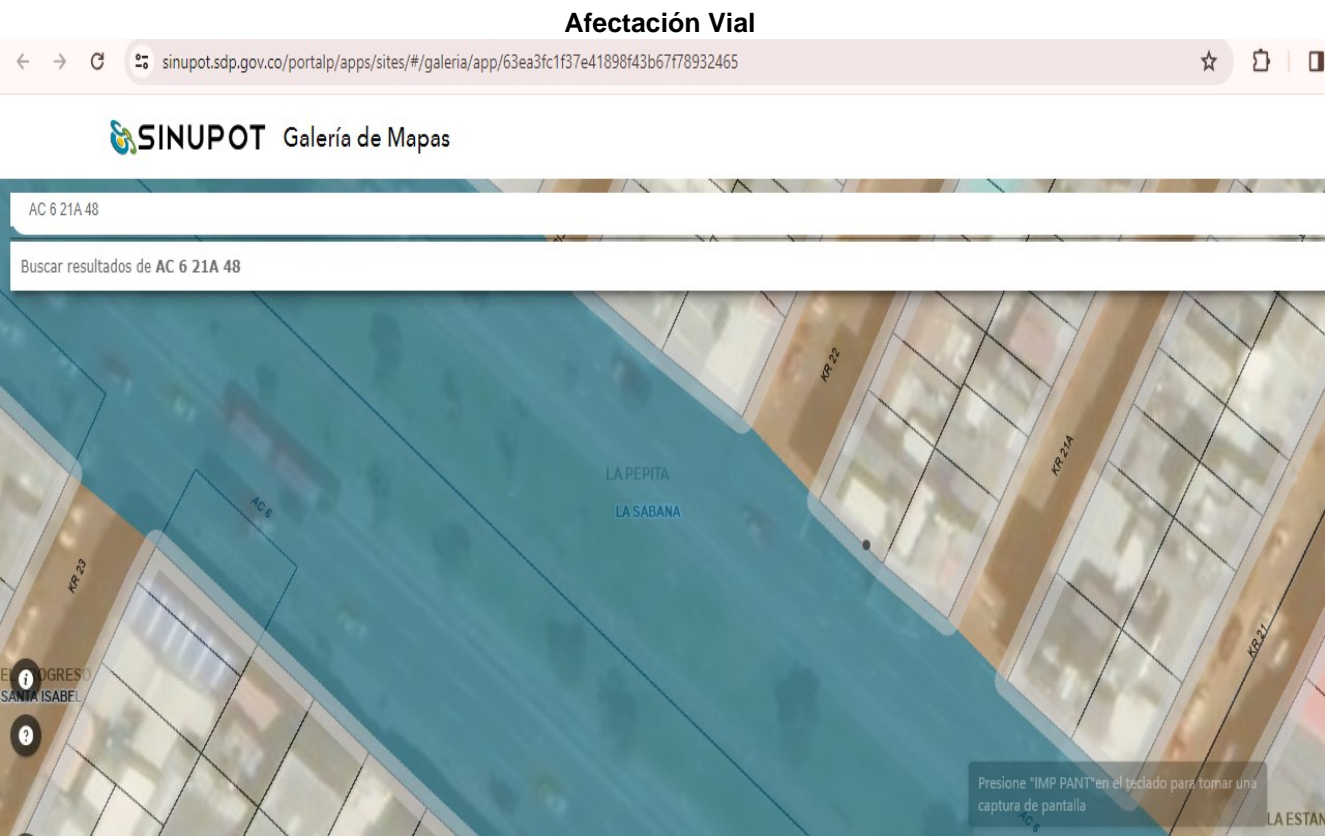 Afectación Vial
sinupot.sdp.gov.co/portalp/apps/sites/#/galeria/app/63ea3fc1f37e41898f43b67f78932465
SINUPOT Galería de Mapas
AC 6 21A 48
Buscar resultados de AC 6 21A 48
KR 22
KR 21A
LA PEPITA
LA SABANA
AC 6
KR 23
KR 21
SANTA ISABEL
Presione "IMP PANT"en el teclado para tomar una
captura de pantalla
AC 6
LA ESTAN